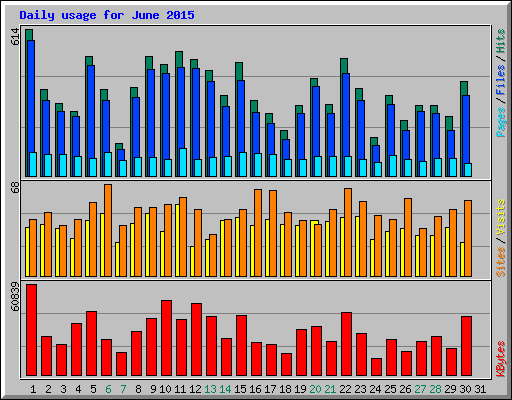 Daily usage for June 2015
614
Pages / Files / Hits
68
Sites / Visits
60839
KBytes
1 2 3 4 5 6 7 8 9 10 11 12 13 14 15 16 17 18 19 20 21 22 23 24 25 26 27 28 29 30 31